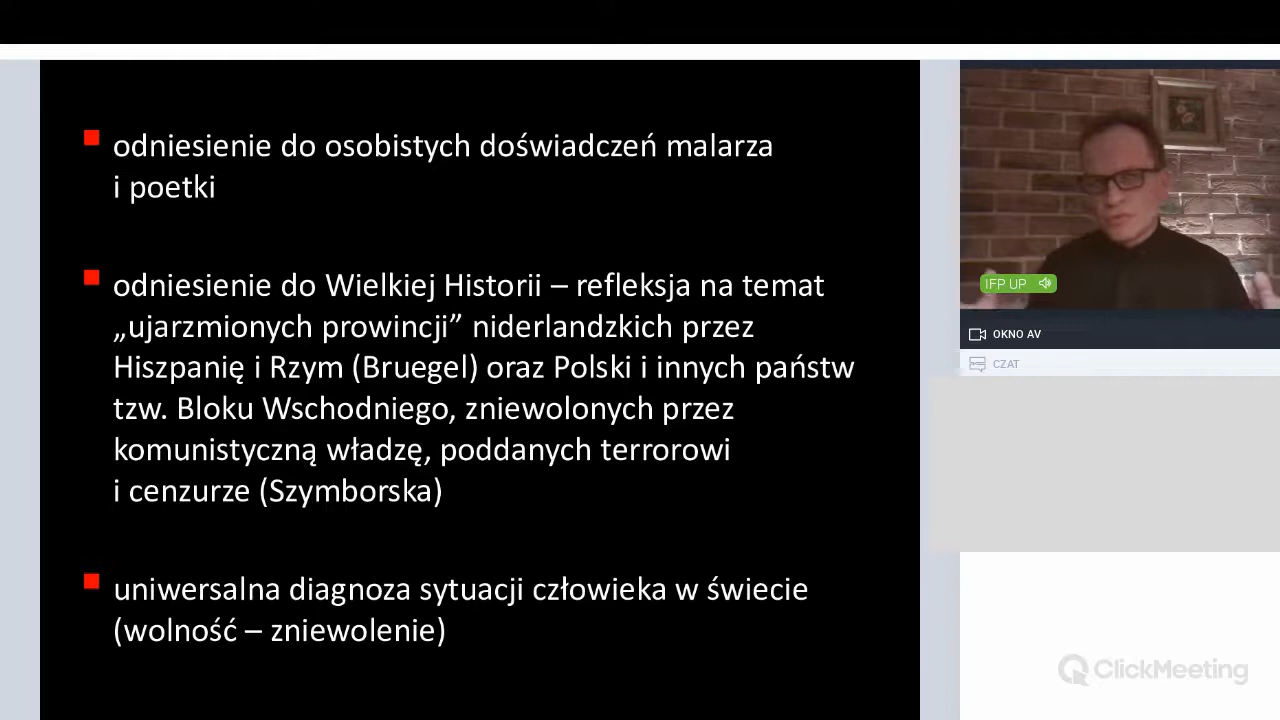 odniesienie do osobistych doświadczeń malarza
i poetki
odniesienie do Wielkiej Historii – refleksja na temat
„ujarzmionych prowincji” niderlandzkich przez
Hiszpanię i Rzym (Bruegel) oraz Polski i innych państw
tzw. Bloku Wschodniego, zniewolonych przez
komunistyczną władzę, poddanych terrorowi
i cenzurze (Szymborska)
uniwersalna diagnoza sytuacji człowieka w świecie
(wolność – zniewolenie)
IFP UP
OKNO AV
CZAT
ClickMeeting